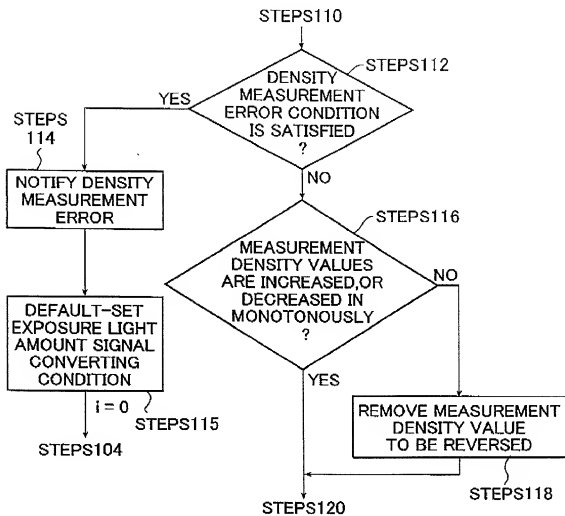 STEPS110
STEPS112
DENSITY
MEASUREMENT
ERROR CONDITION
IS SATISFIED
?
YES
NO
STEPS
114
NOTIFY DENSITY
MEASUREMENT
ERROR
DEFAULT-SET
EXPOSURE LIGHT
AMOUNT SIGNAL
CONVERTING
CONDITION
i=0
STEPS115
STEPS104
STEPS116
MEASUREMENT
DENSITY VALUES
ARE INCREASED,OR
DECREASED IN
MONOTONOUSLY
?
NO
YES
REMOVE MEASUREMENT
DENSITY VALUE
TO BE REVERSED
STEPS118
STEPS120